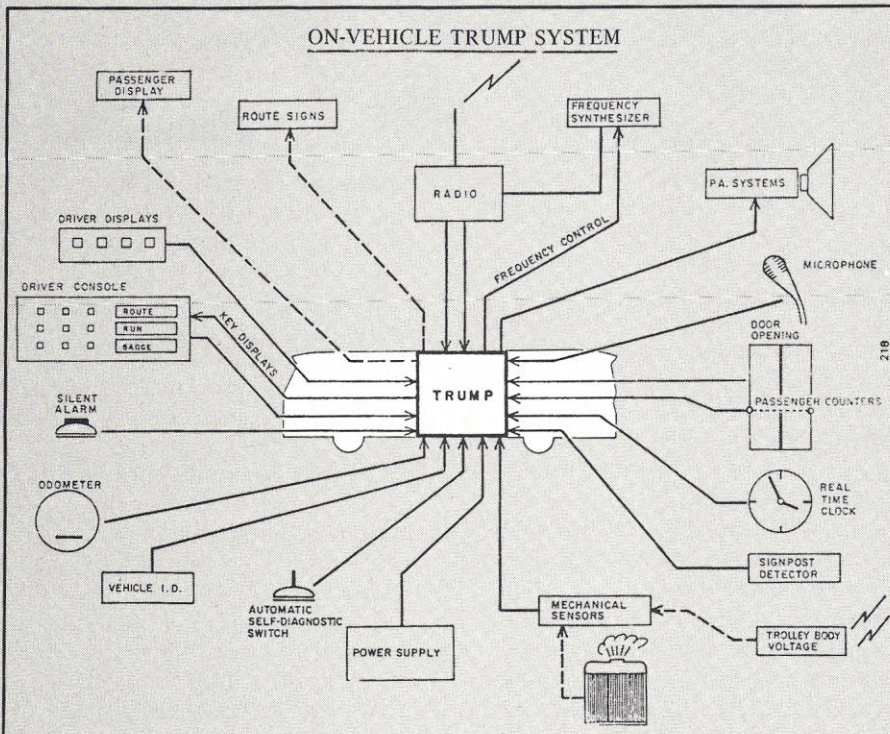 ON-VEHICLE TRUMP SYSTEM
PASSENGER
DISPLAY
ROUTE SIGNS
FREQUENCY
SYNTHESIZER
RADIO
P.A. SYSTEMS
DRIVER DISPLAYS
FREQUENCY CONTROL
MICROPHONE
DRIVER CONSOLE
ROUTE
RUN
BADGE
KEY DISPLAYS
DOOR
OPENING
218
TRUMP
PASSENGER COUNTERS
SILENT
ALARM
ODOMETER
REAL
TIME
CLOCK
VEHICLE I.D.
AUTOMATIC
SELF-DIAGNOSTIC
SWITCH
POWER SUPPLY
MECHANICAL
SENSORS
SIGNPOST
DETECTOR
TROLLEY BODY
VOLTAGE